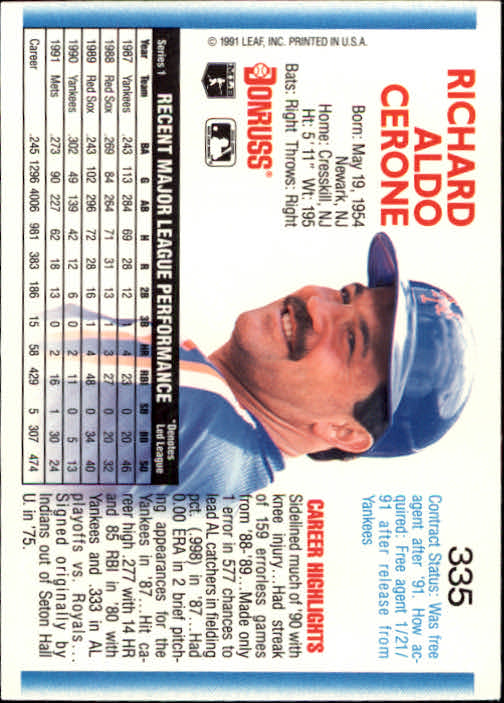 RICHARD
ALDO
CERONE
335
Born: May 19, 1954
Newark, NJ
Home: Cresskill, NJ
Ht: 5' 11" Wt: 195
Bats: Right Throws: Right
Contract Status: Was free
agent after '91. How ac-
quired: Free agent 1/21/
91 after release from
Yankees
DONRUSS®
MLB
© 1991 LEAF, INC. PRINTED IN U.S.A.
CAREER HIGHLIGHTS
Sidelined much of '90 with
knee injury...Had streak
of 159 errorless games
from '88-'89...Made only
1 error in 577 chances to
lead AL catchers in fielding
pct. (.998) in '87...Had
0.00 ERA in 2 brief pitch-
ing appearances for the
Yankees in '87...Hit ca-
reer high .277 with 14 HR
and 85 RBI in '80 with
Yankees and .333 in AL
playoffs vs. Royals...
Signed originally by
Indians out of Seton Hall
U. in '75.
Series 1 RECENT MAJOR LEAGUE PERFORMANCE *Denotes
Led League
Year Team BA G AB H R 2B 3B HR RBI SB BB SO
1987 Yankees .243 113 284 69 28 12 1 4 23 0 20 46
1988 Red Sox .269 84 264 71 31 13 1 3 27 0 20 32
1989 Red Sox .243 102 296 72 28 16 1 4 48 0 34 40
1990 Yankees .302 49 139 42 12 6 0 2 11 0 5 13
1991 Mets .273 90 227 62 18 13 0 2 16 1 30 24
Career .245 1296 4006 981 383 186 15 58 429 5 307 474